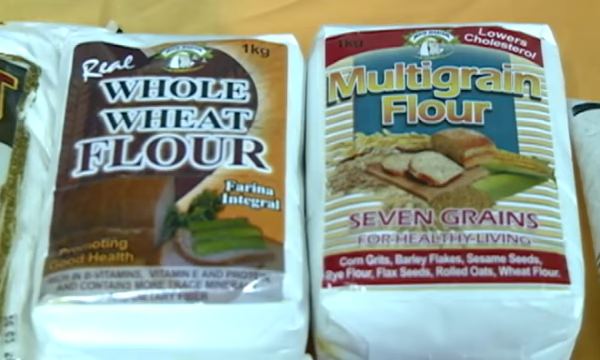 Real
1kg
WHOLE
WHEAT
FLOUR
Farina
Integral
Promoting
Good Health
RICH IN B-VITAMINS, VITAMIN E AND PROTEIN
AND CONTAINS MORE TRACE MINERALS
DIETARY FIBER
1kg
Lowers
Cholesterol
Multigrain
Flour
SEVEN GRAINS
FOR HEALTHY LIVING
Corn Grits, Barley Flakes, Sesame Seeds,
Rye Flour, Flax Seeds, Rolled Oats, Wheat Flour.